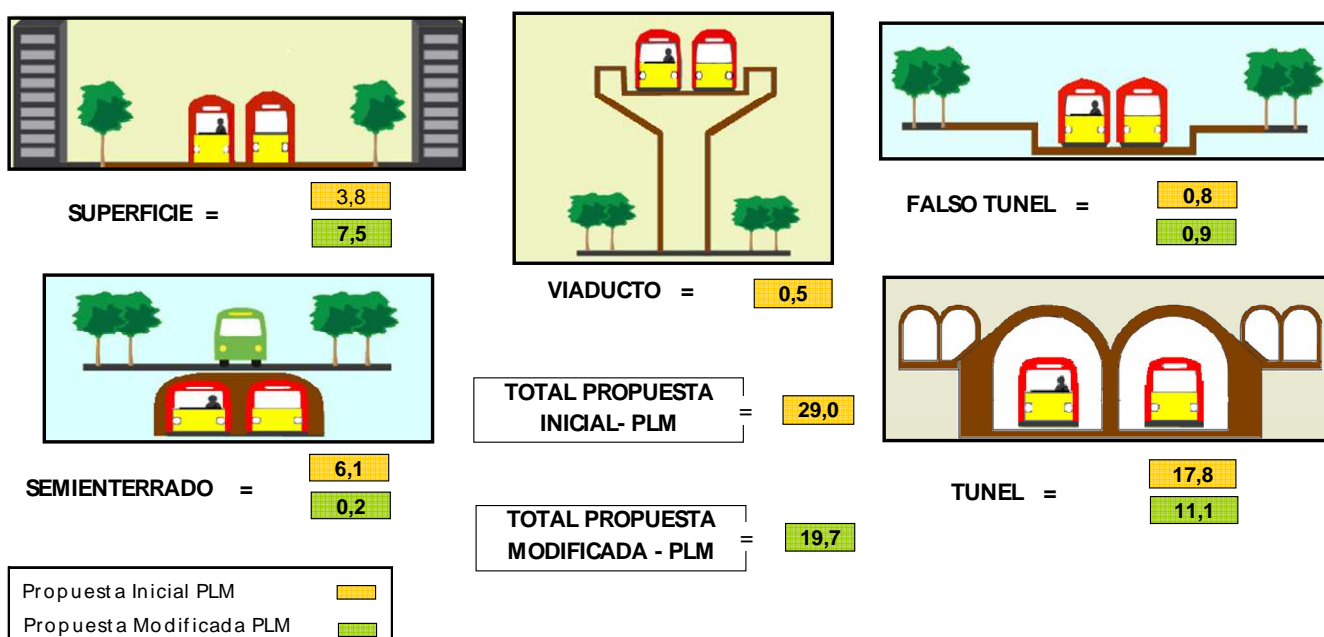 SUPERFICIE =
3,8
7,5
VIADUCTO =
0,5
FALSO TUNEL =
0,8
0,9
SEMIENTERRADO =
6,1
0,2
TOTAL PROPUESTA
INICIAL- PLM
=
29,0
TUNEL =
17,8
11,1
TOTAL PROPUESTA
MODIFICADA - PLM
=
19,7
Propuesta Inicial PLM
Propuesta Modificada PLM